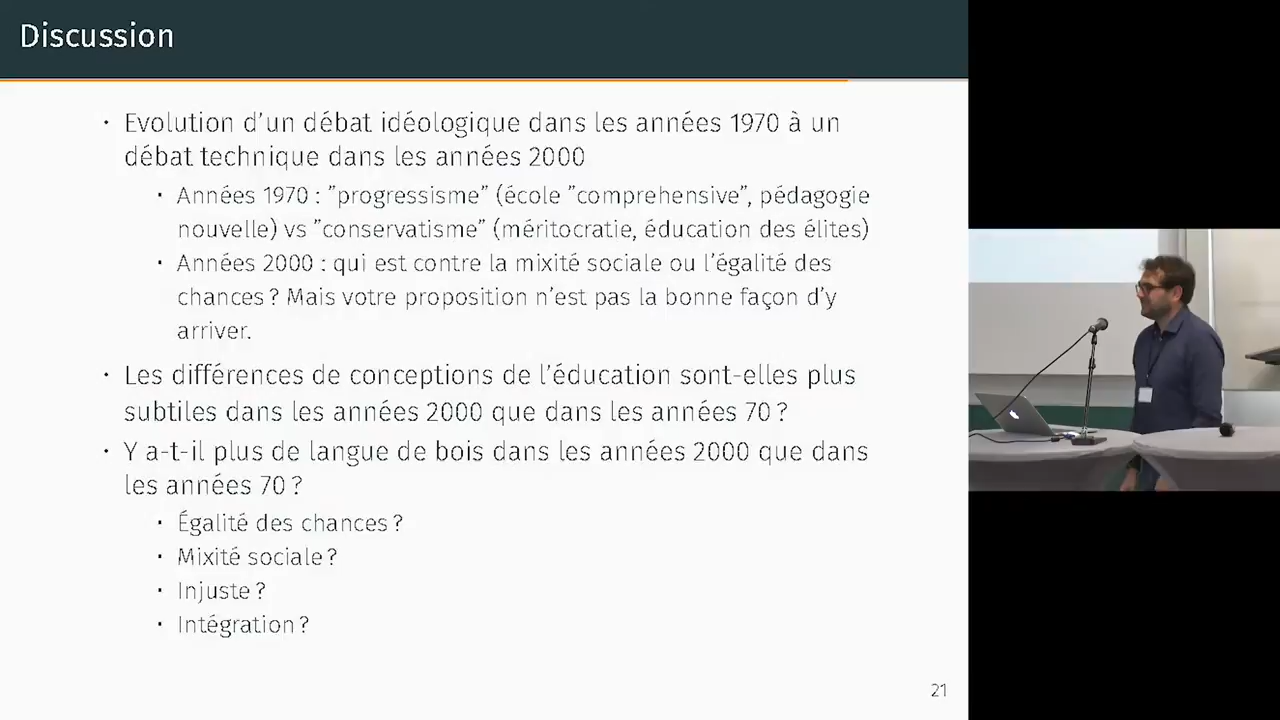 Discussion
• Evolution d'un débat idéologique dans les années 1970 à un
débat technique dans les années 2000
• Années 1970 : ”progressisme” (école ”comprehensive”, pédagogie
nouvelle) vs ”conservatisme” (méritocratie, éducation des élites)
• Années 2000 : qui est contre la mixité sociale ou l'égalité des
chances ? Mais votre proposition n'est pas la bonne façon d'y
arriver.
• Les différences de conceptions de l'éducation sont-elles plus
subtiles dans les années 2000 que dans les années 70 ?
• Y a-t-il plus de langue de bois dans les années 2000 que dans
les années 70 ?
• Égalité des chances ?
• Mixité sociale ?
• Injuste ?
• Intégration ?
21